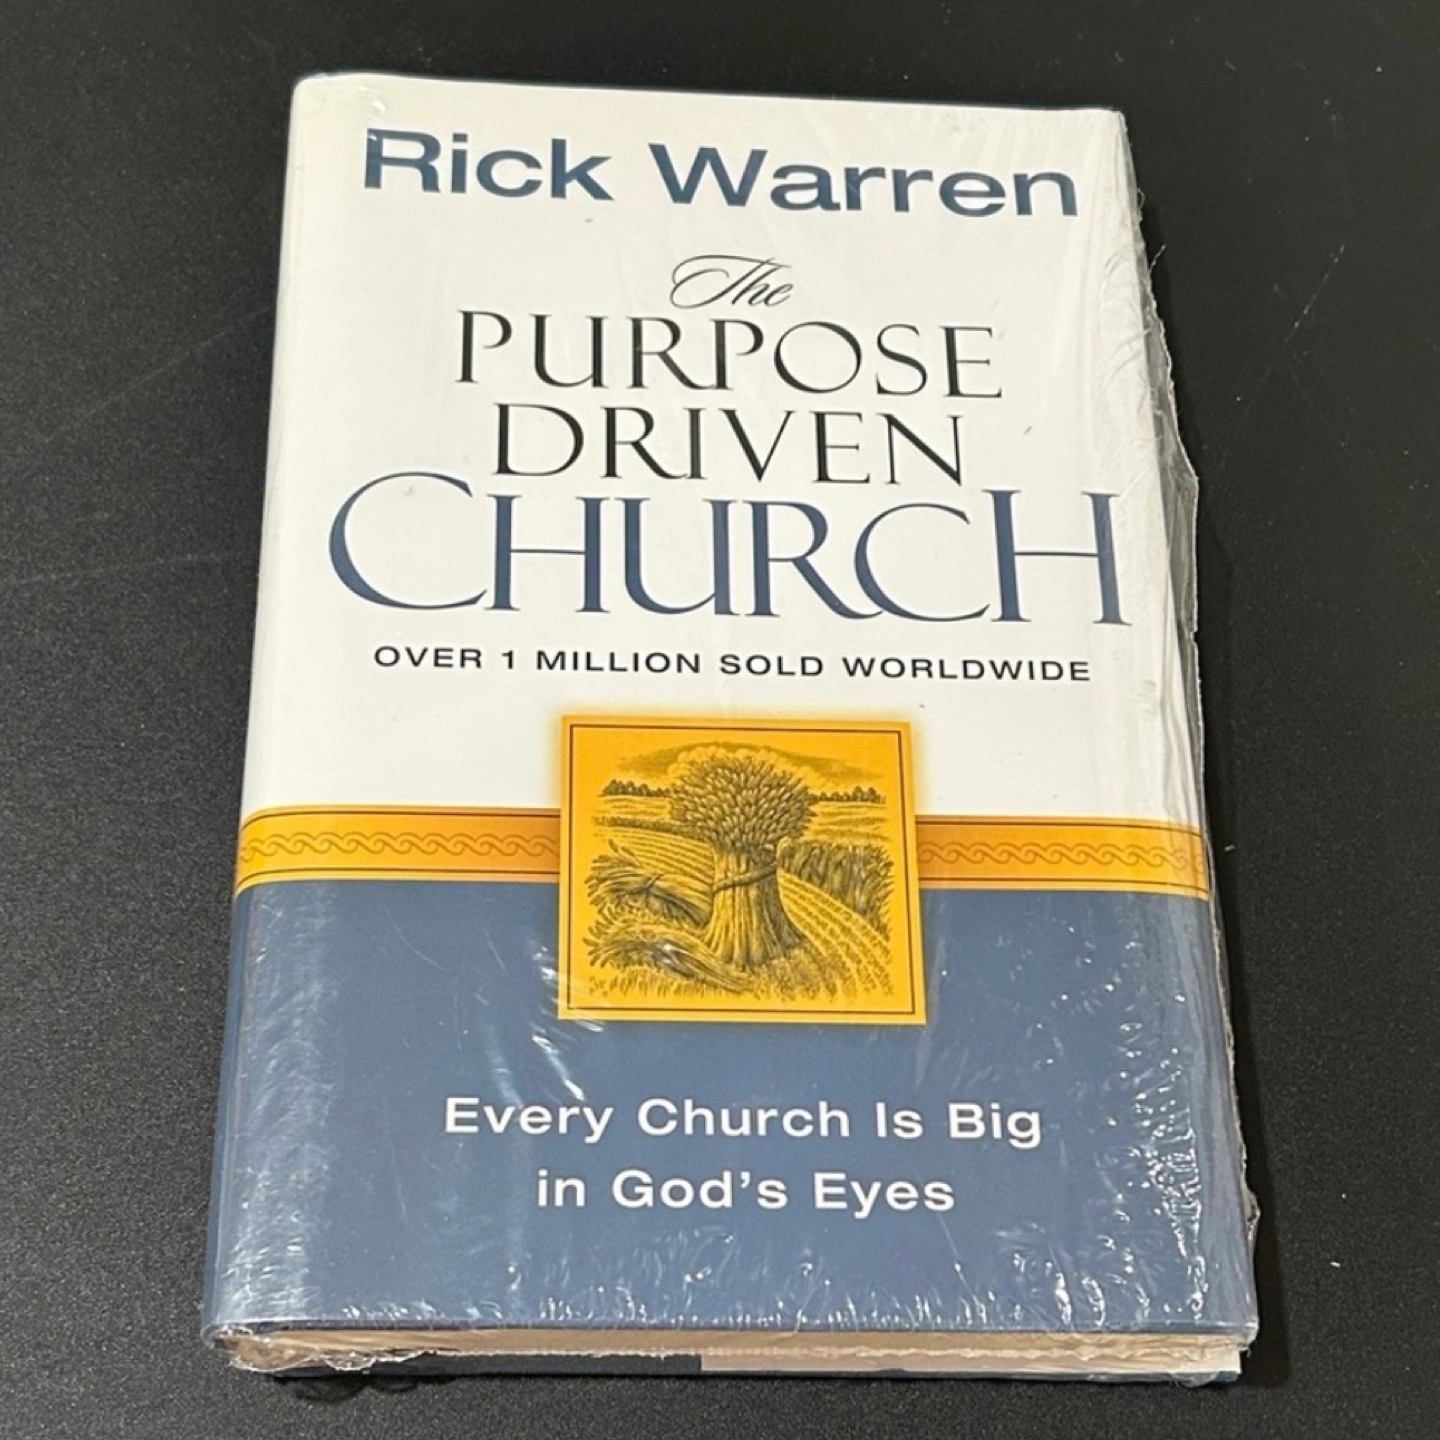 Rick Warren
The
PURPOSE
DRIVEN
CHURCH
OVER 1 MILLION SOLD WORLDWIDE
Every Church Is Big
in God's Eyes